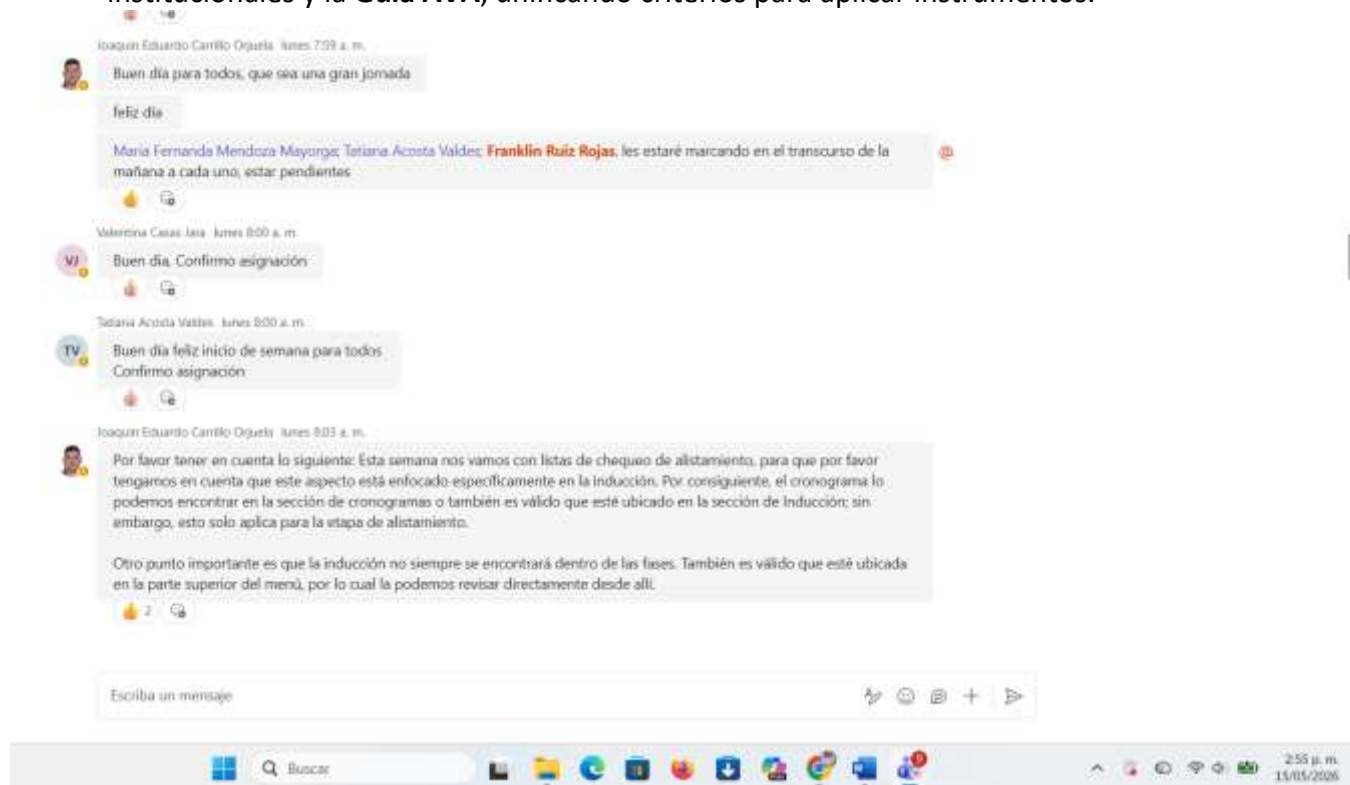 institucionales y la Guía AVA, unificando criterios para aplicar instrumentos.
Joaquin Eduardo Carrillo Orjuela lunes 7:59 a. m.
Buen día para todos, que sea una gran jornada
feliz día
Maria Fernanda Mendoza Mayorga; Tatiana Acosta Valdes; Franklin Ruiz Rojas, les estaré marcando en el transcurso de la
mañana a cada uno, estar pendientes
Valentina Casas Jara lunes 8:00 a. m.
VJ
Buen día. Confirmo asignación
Tatiana Acosta Valdes lunes 8:00 a. m.
TV
Buen día feliz inicio de semana para todos
Confirmo asignación
Joaquin Eduardo Carrillo Orjuela lunes 8:03 a. m.
Por favor tener en cuenta lo siguiente: Esta semana nos vamos con listas de chequeo de alistamiento, para que por favor
tengamos en cuenta que este aspecto está enfocado específicamente en la inducción. Por consiguiente, el cronograma lo
podemos encontrar en la sección de cronogramas o también es válido que esté ubicado en la sección de Inducción; sin
embargo, esto solo aplica para la etapa de alistamiento.
Otro punto importante es que la inducción no siempre se encontrará dentro de las fases. También es válido que esté ubicada
en la parte superior del menú, por lo cual la podemos revisar directamente desde allí.
2
Escriba un mensaje
Buscar
2:55 p. m.
15/05/2026